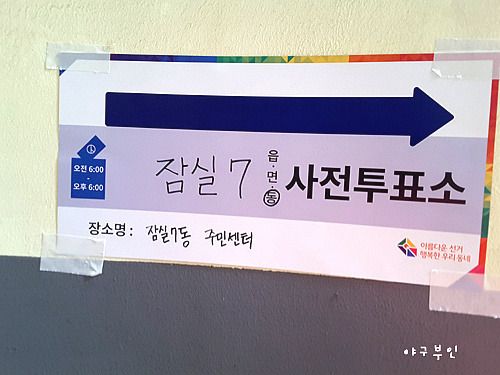 오전 6:00
-
오후 6:00
잠실7 읍·면·동 사전투표소
장소명: 잠실7동 주민센터
아름다운 선거
행복한 우리동네
야구부인